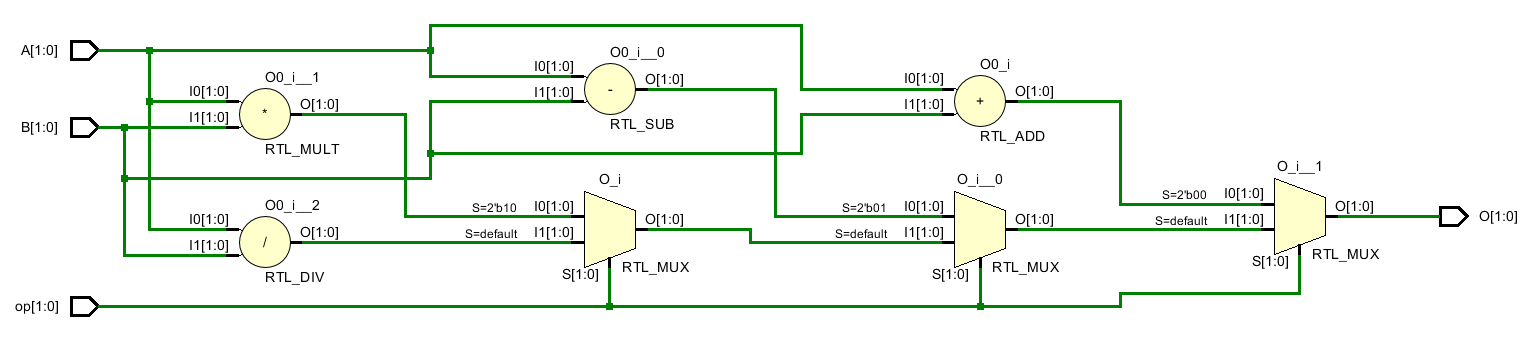 A[1:0]
B[1:0]
op[1:0]
O0_i__1
I0[1:0]
I1[1:0]
*
O[1:0]
RTL_MULT
O0_i__2
I0[1:0]
I1[1:0]
/
O[1:0]
RTL_DIV
O0_i__0
I0[1:0]
I1[1:0]
-
O[1:0]
RTL_SUB
O_i
S=2'b10 I0[1:0]
S=default I1[1:0]
O[1:0]
S[1:0]
RTL_MUX
O0_i
I0[1:0]
I1[1:0]
+
O[1:0]
RTL_ADD
O_i__0
S=2'b01 I0[1:0]
S=default I1[1:0]
O[1:0]
S[1:0]
RTL_MUX
O_i__1
S=2'b00 I0[1:0]
S=default I1[1:0]
O[1:0]
S[1:0]
RTL_MUX
O[1:0]